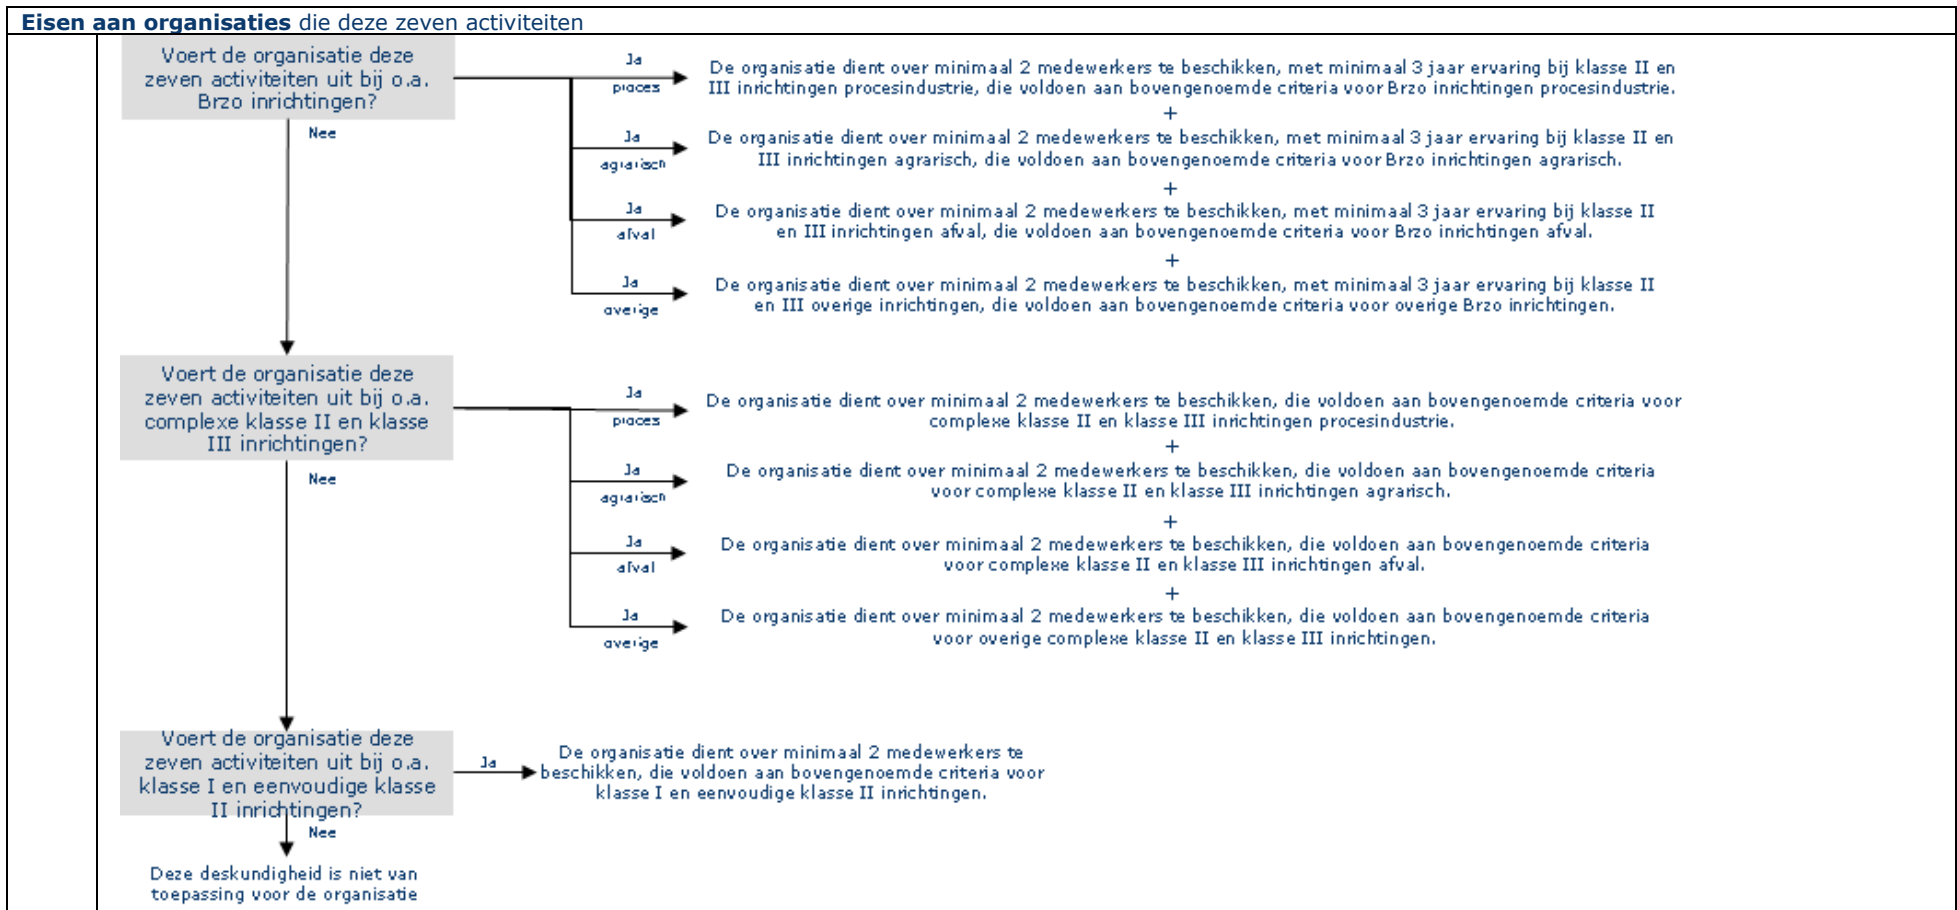 Eisen aan organisaties die deze zeven activiteiten
Voert de organisatie deze
zeven activiteiten uit bij o.a.
Brzo inrichtingen?
Ja
proces
De organisatie dient over minimaal 2 medewerkers te beschikken, met minimaal 3 jaar ervaring bij klasse II en
III inrichtingen procesindustrie, die voldoen aan bovengenoemde criteria voor Brzo inrichtingen procesindustrie.
+
Nee
Ja
agrarisch
De organisatie dient over minimaal 2 medewerkers te beschikken, met minimaal 3 jaar ervaring bij klasse II en
III inrichtingen agrarisch, die voldoen aan bovengenoemde criteria voor Brzo inrichtingen agrarisch.
+
Ja
afval
De organisatie dient over minimaal 2 medewerkers te beschikken, met minimaal 3 jaar ervaring bij klasse II
en III inrichtingen afval, die voldoen aan bovengenoemde criteria voor Brzo inrichtingen afval.
+
Ja
overige
De organisatie dient over minimaal 2 medewerkers te beschikken, met minimaal 3 jaar ervaring bij klasse II
en III overige inrichtingen, die voldoen aan bovengenoemde criteria voor overige Brzo inrichtingen.
Voert de organisatie deze
zeven activiteiten uit bij o.a.
complexe klasse II en klasse
III inrichtingen?
Ja
proces
De organisatie dient over minimaal 2 medewerkers te beschikken, die voldoen aan bovengenoemde criteria voor
complexe klasse II en klasse III inrichtingen procesindustrie.
+
Nee
Ja
agrarisch
De organisatie dient over minimaal 2 medewerkers te beschikken, die voldoen aan bovengenoemde criteria
voor complexe klasse II en klasse III inrichtingen agrarisch.
+
Ja
afval
De organisatie dient over minimaal 2 medewerkers te beschikken, die voldoen aan bovengenoemde criteria
voor complexe klasse II en klasse III inrichtingen afval.
+
Ja
overige
De organisatie dient over minimaal 2 medewerkers te beschikken, die voldoen aan bovengenoemde criteria
voor overige complexe klasse II en klasse III inrichtingen.
Voert de organisatie deze
zeven activiteiten uit bij o.a.
klasse I en eenvoudige klasse
II inrichtingen?
Ja
De organisatie dient over minimaal 2 medewerkers te
beschikken, die voldoen aan bovengenoemde criteria voor
klasse I en eenvoudige klasse II inrichtingen.
Nee
Deze deskundigheid is niet van
toepassing voor de organisatie